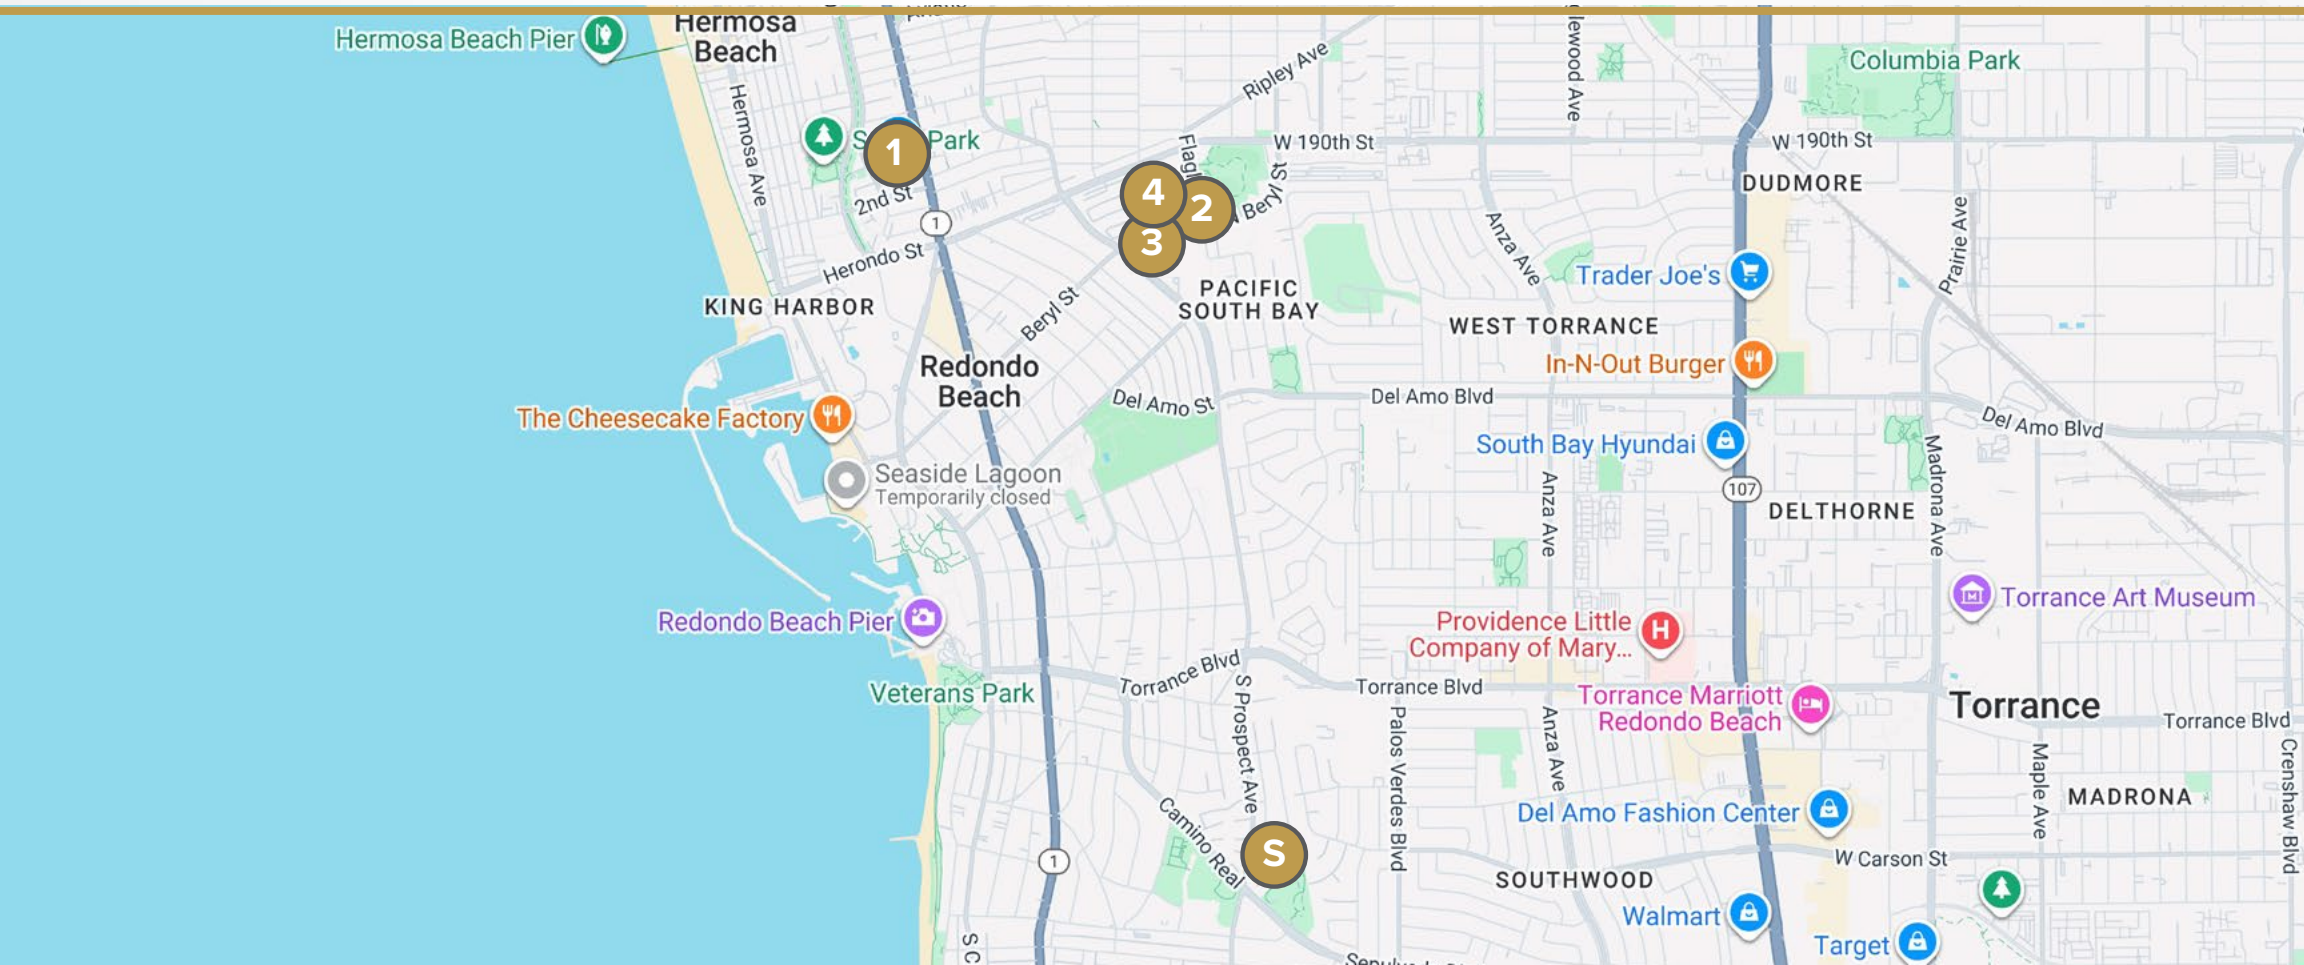 Hermosa Beach Pier
Hermosa
Beach
Hermosa Ave
Park
1
2nd St
1
Herondo St
KING HARBOR
Ripley Ave
W 190th St
4
2
3
Beryl St
Beryl St
PACIFIC
SOUTH BAY
Columbia Park
W 190th St
DUDMORE
Anza Ave
Prairie Ave
Trader Joe's
WEST TORRANCE
In-N-Out Burger
Redondo
Beach
Del Amo St
Del Amo Blvd
Del Amo Blvd
The Cheesecake Factory
South Bay Hyundai
Seaside Lagoon
Temporarily closed
Anza Ave
107
DELTHORNE
Madrona Ave
Torrance Art Museum
Redondo Beach Pier
Providence Little
Company of Mary...
Torrance Blvd
Torrance Blvd
Veterans Park
Torrance Marriott
Redondo Beach
Torrance
Torrance Blvd
S Prospect Ave
Palos Verdes Blvd
Anza Ave
Maple Ave
Crenshaw Blvd
MADRONA
Del Amo Fashion Center
Camino Real
1
S
W Carson St
SOUTHWOOD
Walmart
Target